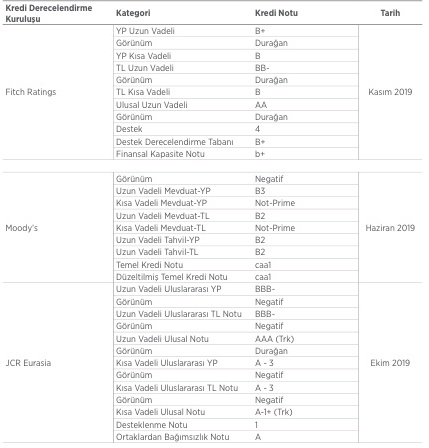 Kredi Derecelendirme Kuruluşu Kategori Kredi Notu Tarih
YP Uzun Vadeli B+
Görünüm Durağan
YP Kısa Vadeli B
TL Uzun Vadeli BB-
Görünüm Durağan
Fitch Ratings TL Kısa Vadeli B Kasım 2019
Ulusal Uzun Vadeli AA
Görünüm Durağan
Destek 4
Destek Derecelendirme Tabanı B+
Finansal Kapasite Notu b+
Görünüm Negatif
Uzun Vadeli Mevduat-YP B3
Kısa Vadeli Mevduat-YP Not-Prime
Uzun Vadeli Mevduat-TL B2
Moody's Kısa Vadeli Mevduat-TL Not-Prime Haziran 2019
Uzun Vadeli Tahvil-YP B2
Uzun Vadeli Tahvil-TL B2
Temel Kredi Notu caa1
Düzeltilmiş Temel Kredi Notu caa1
Uzun Vadeli Uluslararası YP BBB-
Görünüm Negatif
Uzun Vadeli Uluslararası TL Notu BBB-
Görünüm Negatif
Uzun Vadeli Ulusal Notu AAA (Trk)
Görünüm Durağan
JCR Eurasia Kısa Vadeli Uluslararası YP A - 3 Ekim 2019
Görünüm Negatif
Kısa Vadeli Uluslararası TL Notu A - 3
Görünüm Negatif
Kısa Vadeli Ulusal Notu A-1+ (Trk)
Desteklenme Notu 1
Ortaklardan Bağımsızlık Notu A